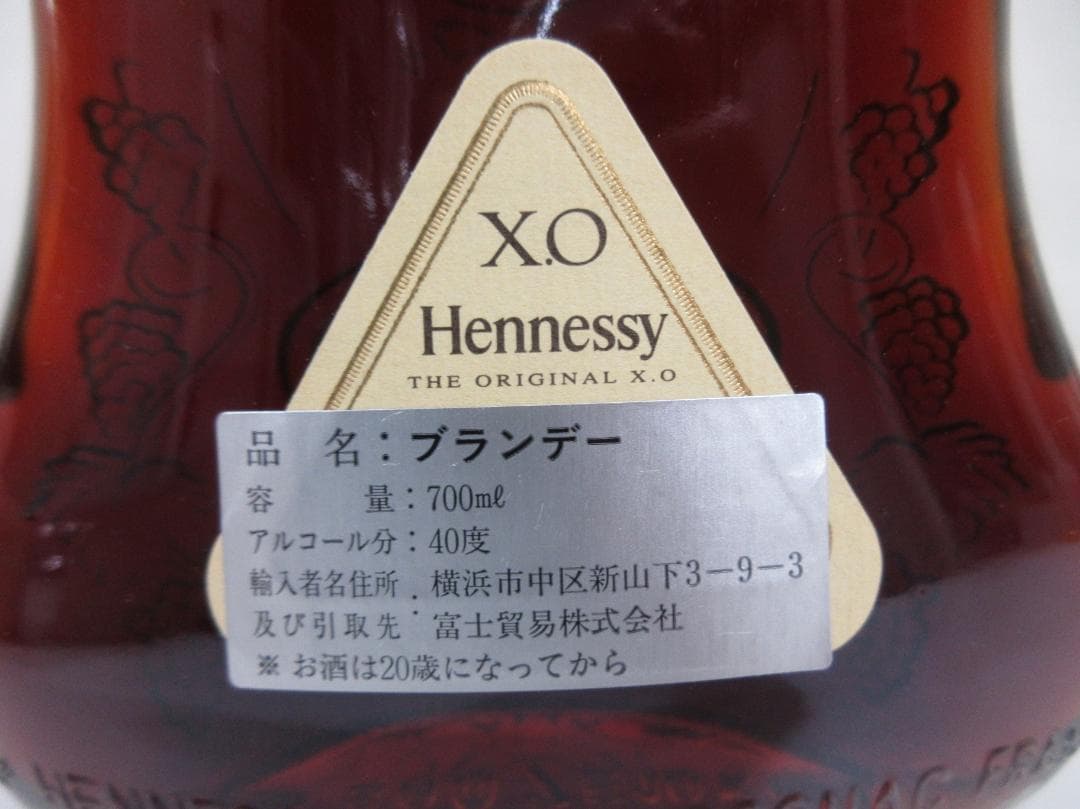 X.O
Hennessy
THE ORIGINAL X.O
品　名：ブランデー
容　　量：700mℓ
アルコール分：40度
輸入者名住所：横浜市中区新山下3－9－3
及び引取先　富士貿易株式会社
※ お酒は20歳になってから